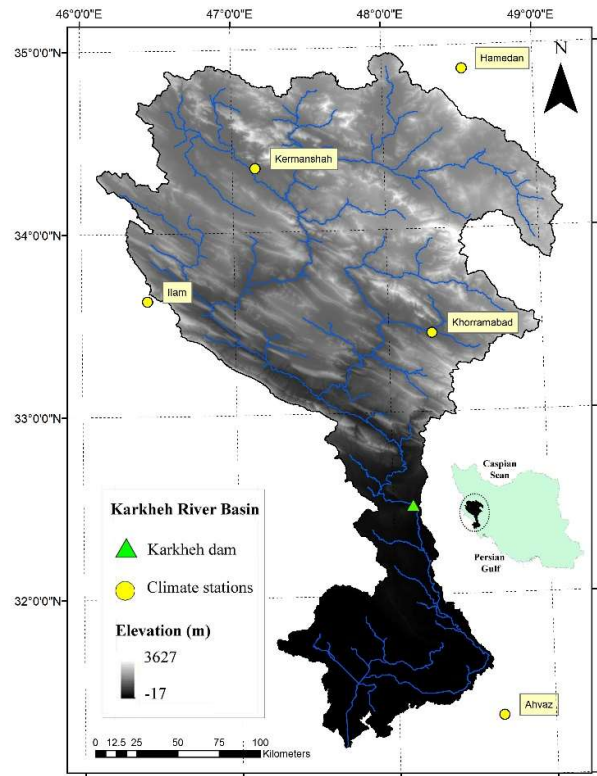 46°0'0"E 47°0'0"E 48°0'0"E 49°0'0"E
35°0'0"N
34°0'0"N
33°0'0"N
32°0'0"N
N
Hamedan
Kermanshah
Ilam
Khorramabad
Caspian
Sean
Persian
Gulf
Karkheh River Basin
Karkheh dam
Climate stations
Elevation (m)
3627
-17
Ahvaz
0 12.5 25 50 75 100
Kilometers